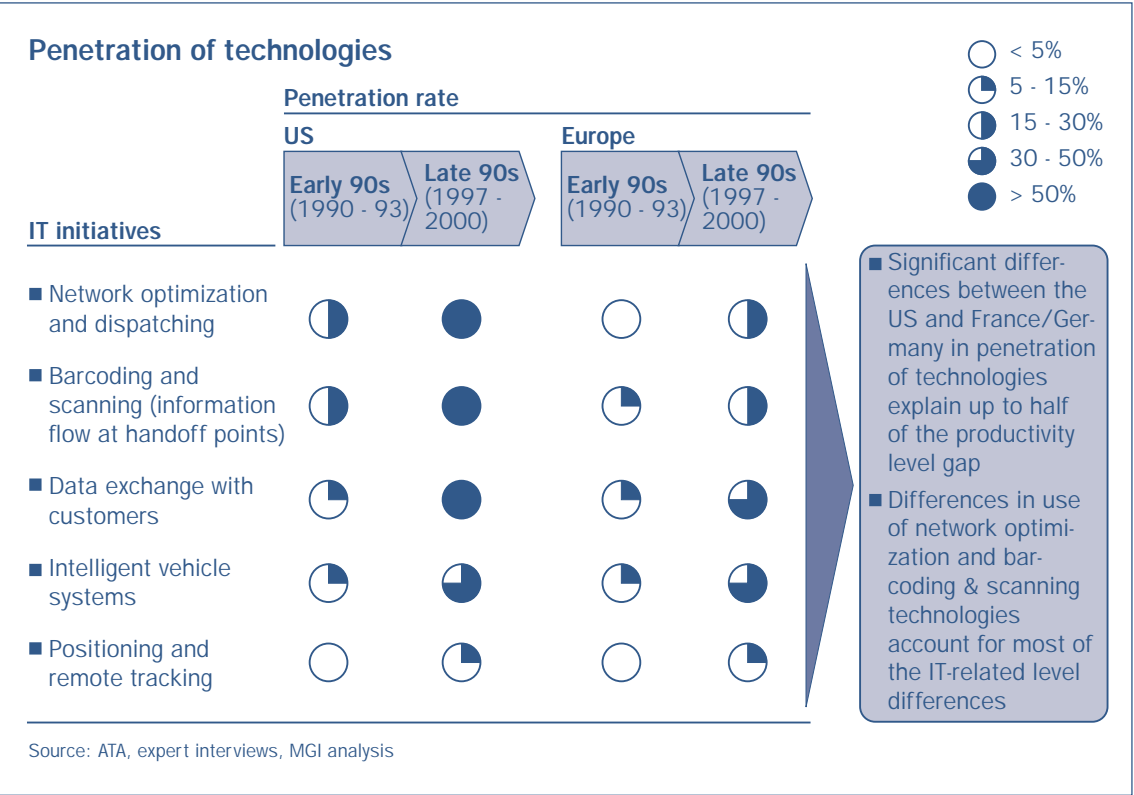 Penetration of technologies
< 5%
5 - 15%
15 - 30%
30 - 50%
> 50%
Penetration rate
US
Europe
Early 90s
(1990 - 93)
Late 90s
(1997 -
2000)
Early 90s
(1990 - 93)
Late 90s
(1997 -
2000)
IT initiatives
■ Network optimization
and dispatching
■ Barcoding and
scanning (information
flow at handoff points)
■ Data exchange with
customers
■ Intelligent vehicle
systems
■ Positioning and
remote tracking
■ Significant differ-
ences between the
US and France/Ger-
many in penetration
of technologies
explain up to half
of the productivity
level gap
■ Differences in use
of network optimi-
zation and bar-
coding & scanning
technologies
account for most of
the IT-related level
differences
Source: ATA, expert interviews, MGI analysis